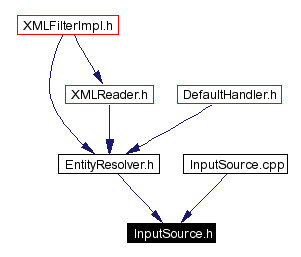 XMLFilterImpl.h
XMLReader.h
DefaultHandler.h
EntityResolver.h
InputSource.cpp
InputSource.h